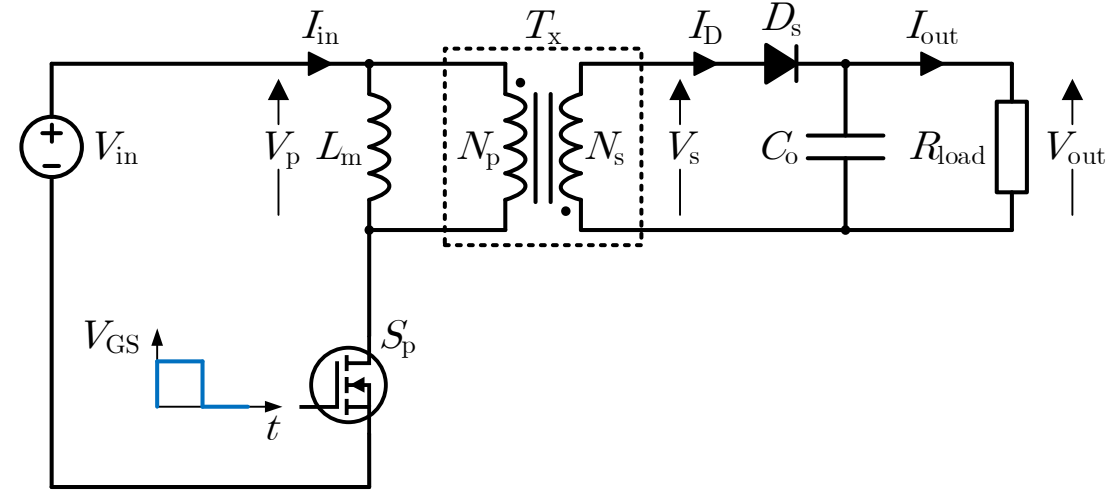 I_in
T_x
I_D
D_s
I_out
+
−
V_in
V_p
L_m
N_p
N_s
V_s
C_o
R_load
V_out
V_GS
t
S_p